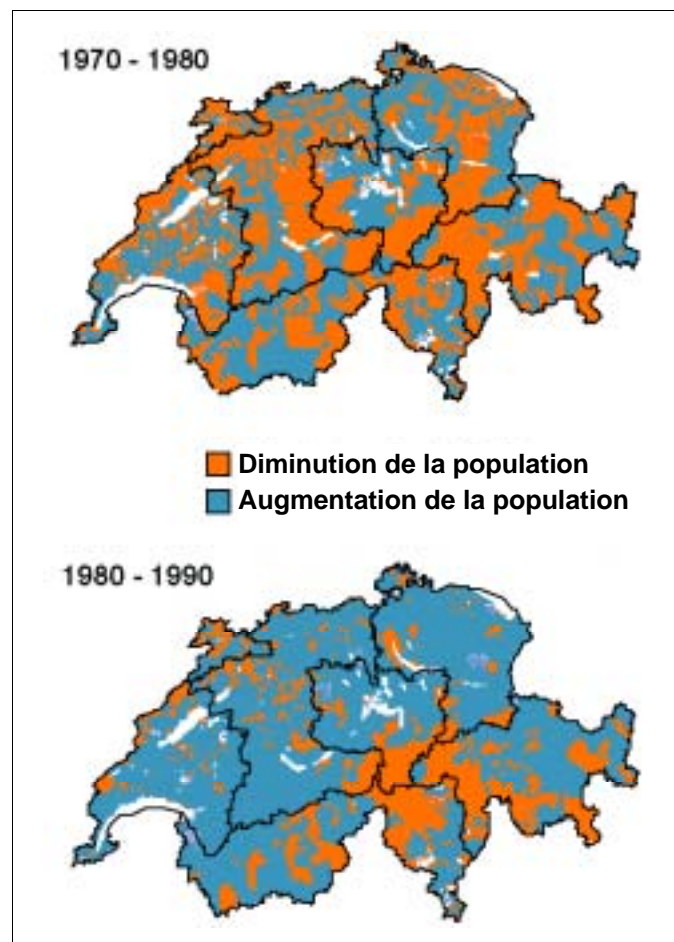 1970 - 1980
Diminution de la population
Augmentation de la population
1980 - 1990